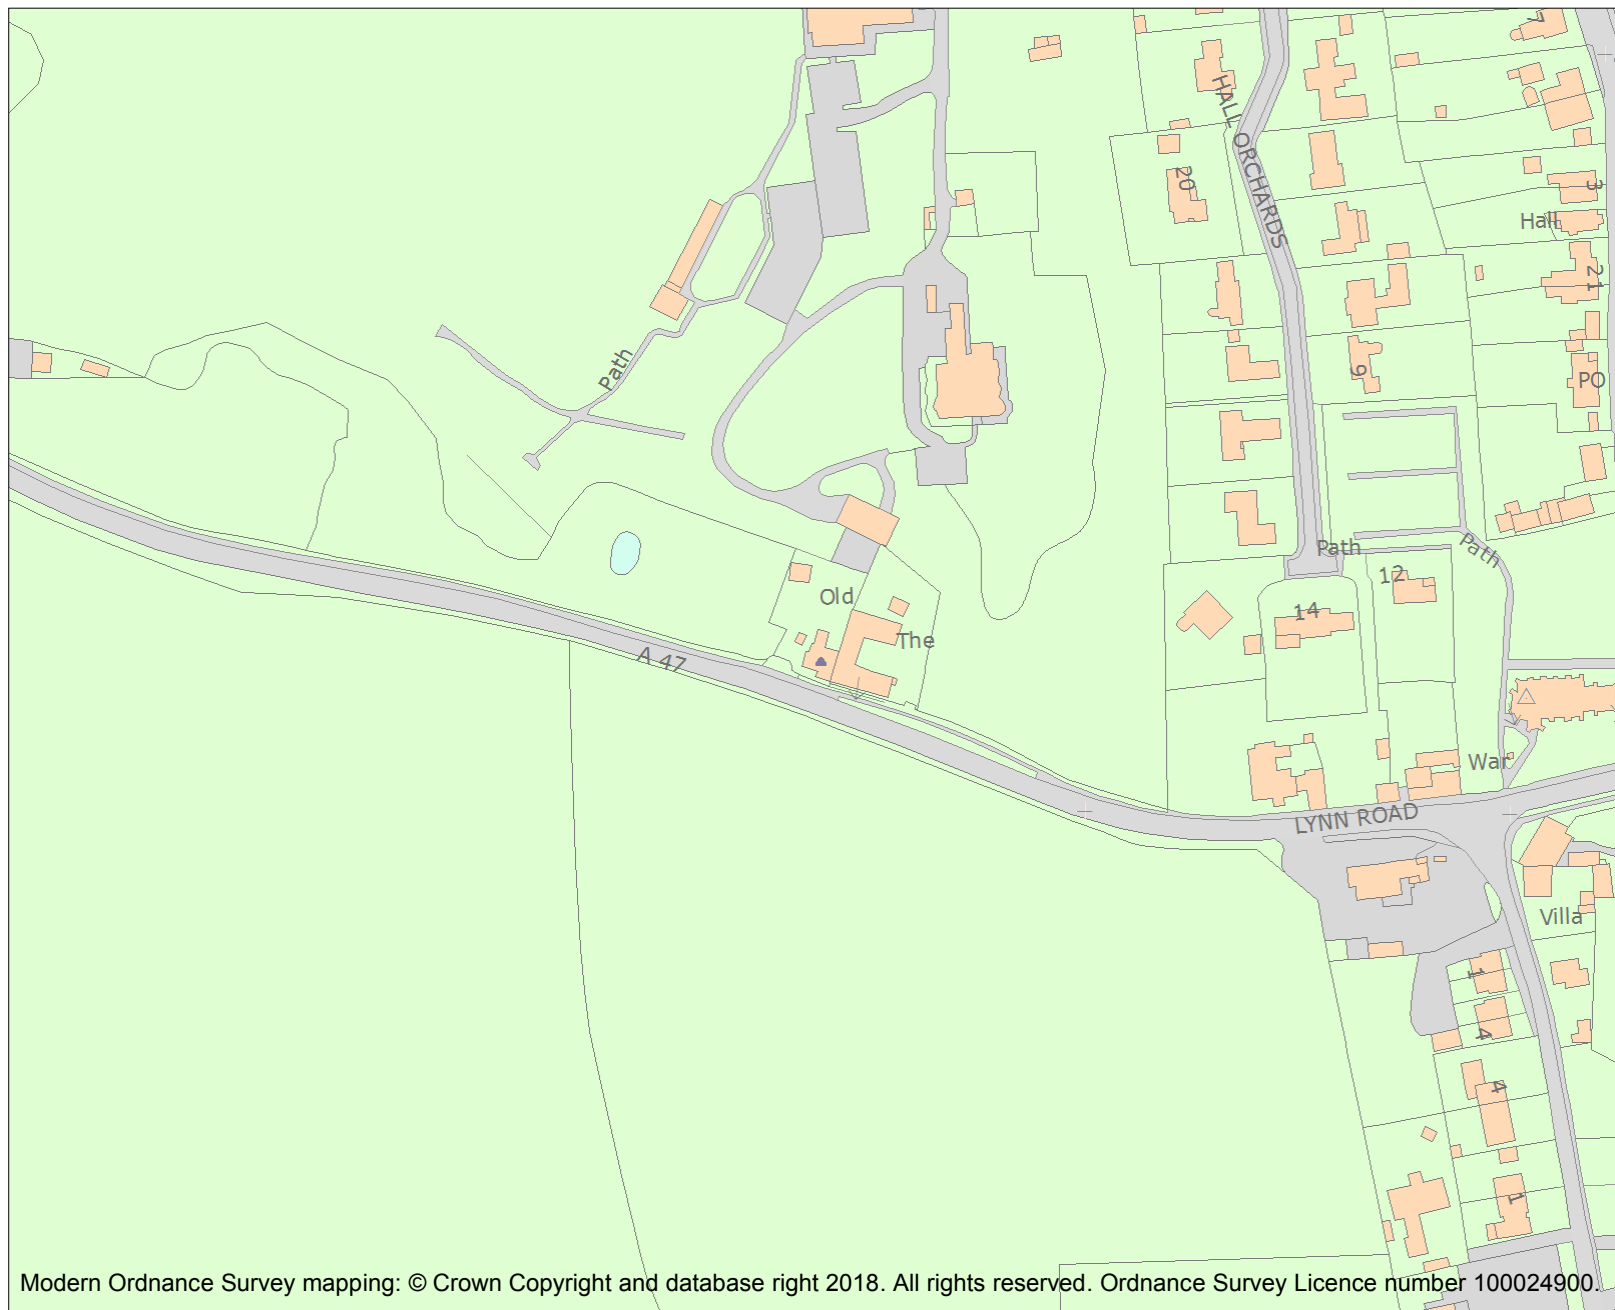 7
HALL ORCHARDS
20
3
Hall
21
Path
9
PO
Path
Path
12
Old
14
The
A 47
War
LYNN ROAD
Villa
1
4
4
1
Modern Ordnance Survey mapping: © Crown Copyright and database right 2018. All rights reserved. Ordnance Survey Licence number 100024900.